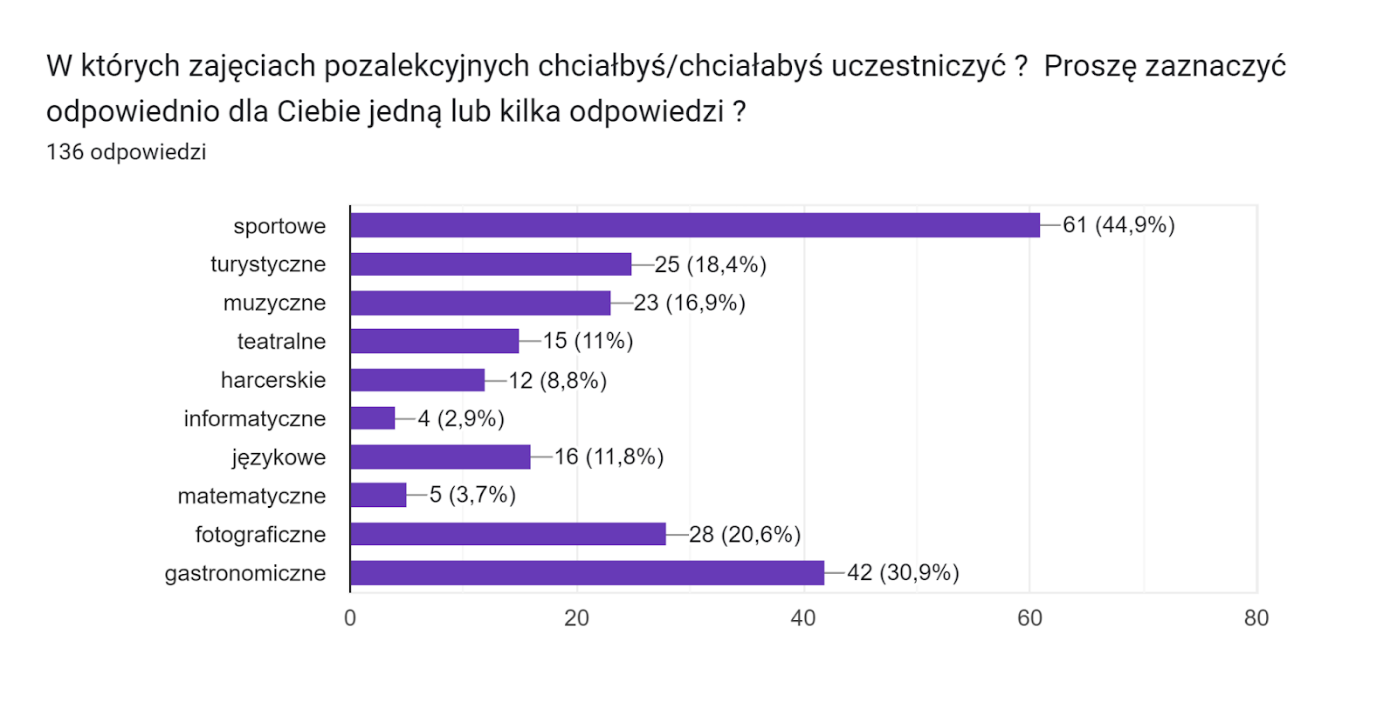 W których zajęciach pozalekcyjnych chciałbyś/chciałabyś uczestniczyć ?  Proszę zaznaczyć
odpowiednio dla Ciebie jedną lub kilka odpowiedzi ?
136 odpowiedzi
sportowe 61 (44,9%)
turystyczne 25 (18,4%)
muzyczne 23 (16,9%)
teatralne 15 (11%)
harcerskie 12 (8,8%)
informatyczne 4 (2,9%)
językowe 16 (11,8%)
matematyczne 5 (3,7%)
fotograficzne 28 (20,6%)
gastronomiczne 42 (30,9%)
0 20 40 60 80